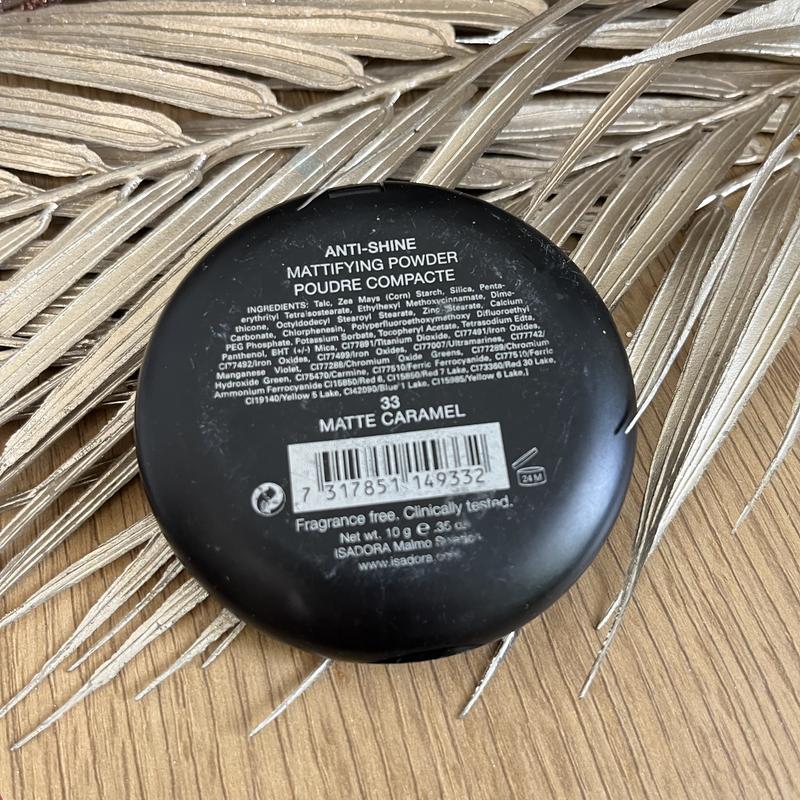 ANTI-SHINE
MATTIFYING POWDER
POUDRE COMPACTE
INGREDIENTS: Talc, Zea Mays (Corn) Starch, Silica, Penta-
erythrityl Tetraisostearate, Ethylhexyl Methoxycinnamate, Dime-
thicone, Octyldodecyl Stearoyl Stearate, Zinc Stearate, Calcium
Carbonate, Chlorphenesin, Polyperfluoroethoxymethoxy Difluoroethyl
PEG Phosphate, Potassium Sorbate, Tocopheryl Acetate, Tetrasodium Edta
Panthenol, BHT (+/-) Mica, CI77891/Titanium Dioxide, CI77491/Iron Oxides,
CI77492/Iron Oxides, CI77499/Iron Oxides, CI77007/Ultramarines, CI77742/
Manganese Violet, CI77288/Chromium Oxide Greens, CI77289/Chromium
Hydroxide Green, CI75470/Carmine, CI77510/Ferric Ferrocyanide, CI77510/Ferric
Ammonium Ferrocyanide CI15850/Red 6, CI15850/Red 7 Lake, CI73360/Red 30 Lake,
CI19140/Yellow 5 Lake, CI42090/Blue 1 Lake, CI15985/Yellow 6 Lake,]
33
MATTE CARAMEL
7 317851 149332
24 M
Fragrance free. Clinically tested.
Net wt. 10 g ℮ .35 oz.
ISADORA Malmö Sweden
www.isadora.com